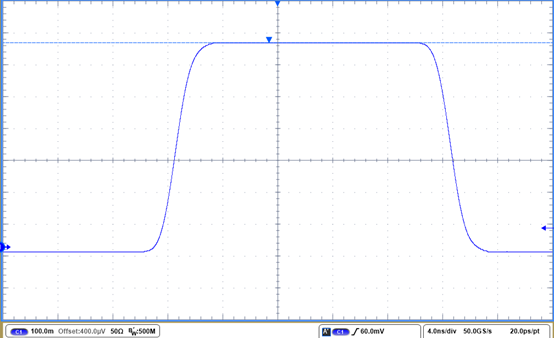 C1 100.0m Offset:400.0µV 50Ω BW:500M
A' C1 60.0mV
4.0ns/div 50.0GS/s 20.0ps/pt